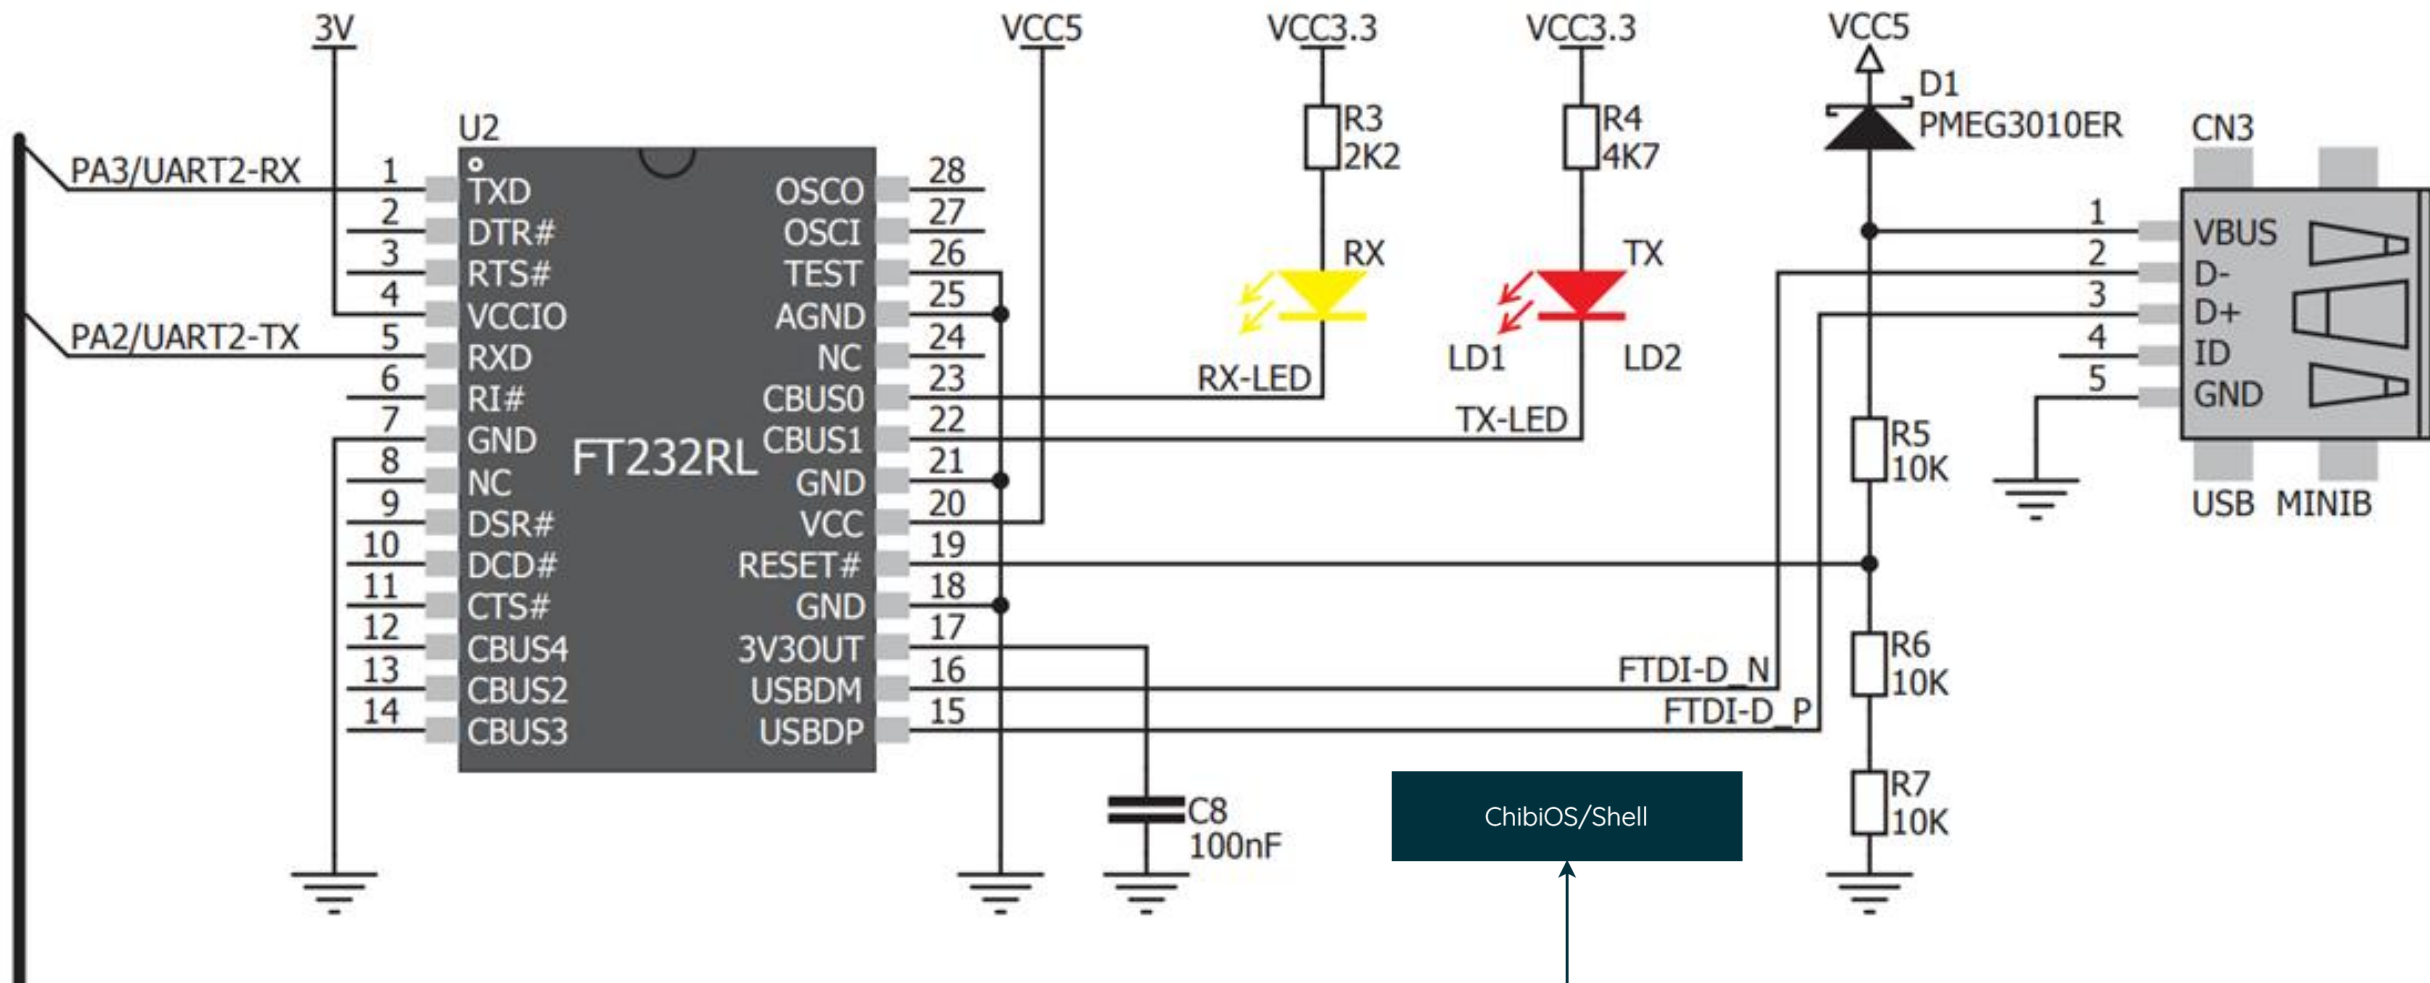 3V
VCC5
VCC3.3
VCC3.3
VCC5
U2
PA3/UART2-RX
PA2/UART2-TX
1 TXD
2 DTR#
3 RTS#
4 VCCIO
5 RXD
6 RI#
7 GND
8 NC
9 DSR#
10 DCD#
11 CTS#
12 CBUS4
13 CBUS2
14 CBUS3
FT232RL
OSCO 28
OSCI 27
TEST 26
AGND 25
NC 24
CBUS0 23
CBUS1 22
GND 21
VCC 20
RESET# 19
GND 18
3V3OUT 17
USBDM 16
USBDP 15
R3
2K2
RX
RX-LED
R4
4K7
TX
LD1
LD2
TX-LED
D1
PMEG3010ER
CN3
1 VBUS
2 D-
3 D+
4 ID
5 GND
USB MINIB
R5
10K
R6
10K
R7
10K
FTDI-D_N
FTDI-D_P
C8
100nF
ChibiOS/Shell